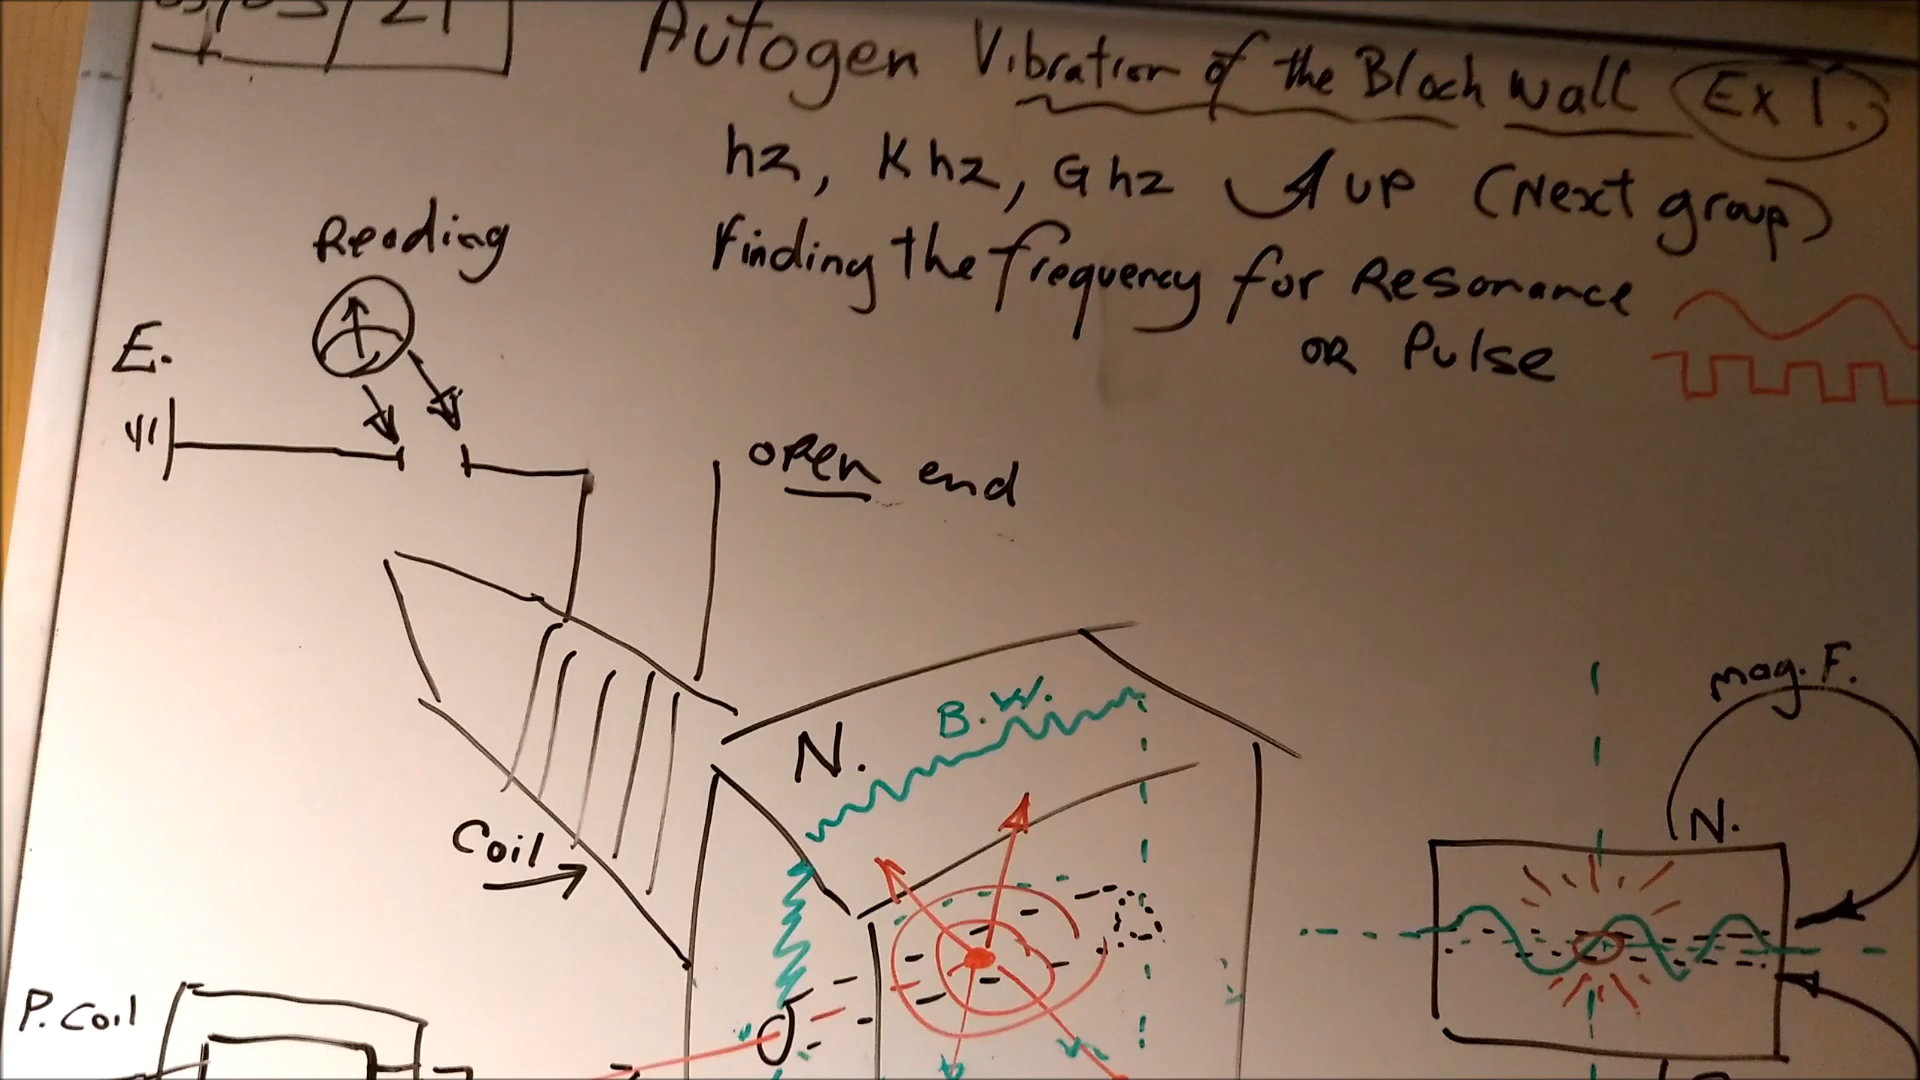 Autogen Vibration of the Bloch wall Ex 1.
hz, Khz, Ghz up (Next group)
Finding the frequency for Resonance
OR Pulse
Reading
E.
open end
mag. F.
B.W.
N.
N.
Coil
P. Coil